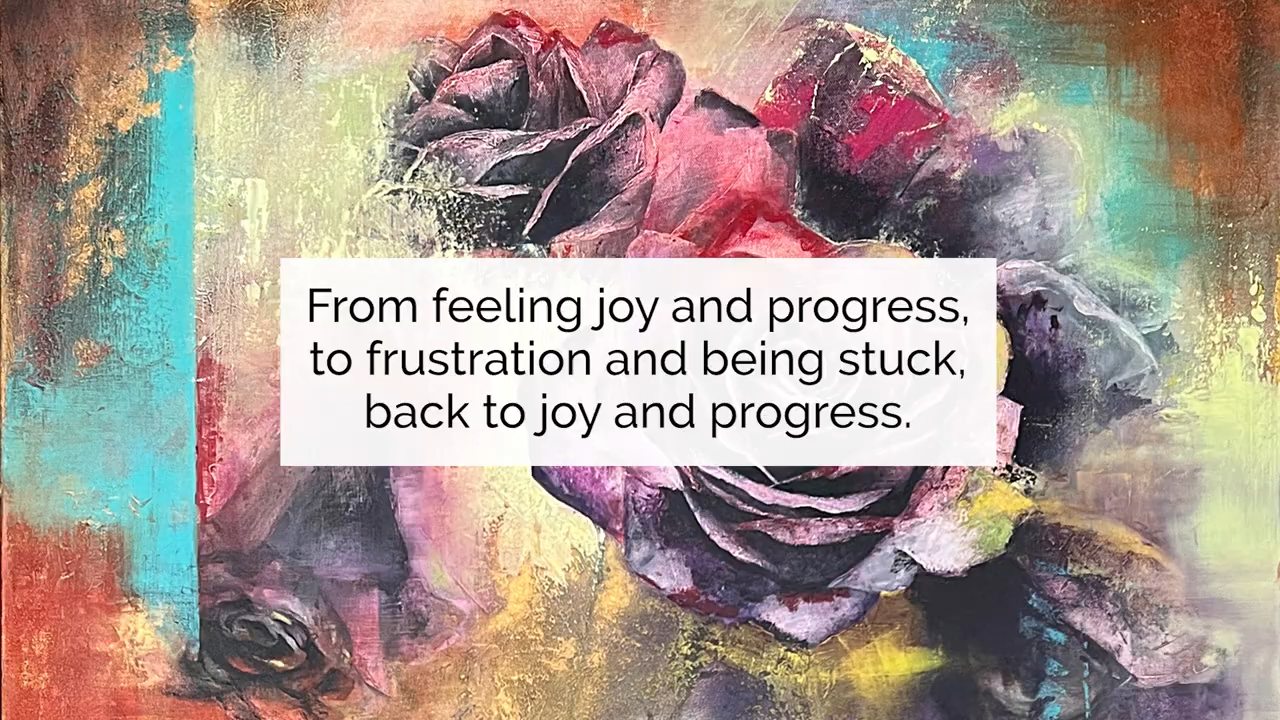 From feeling joy and progress,
to frustration and being stuck,
back to joy and progress.